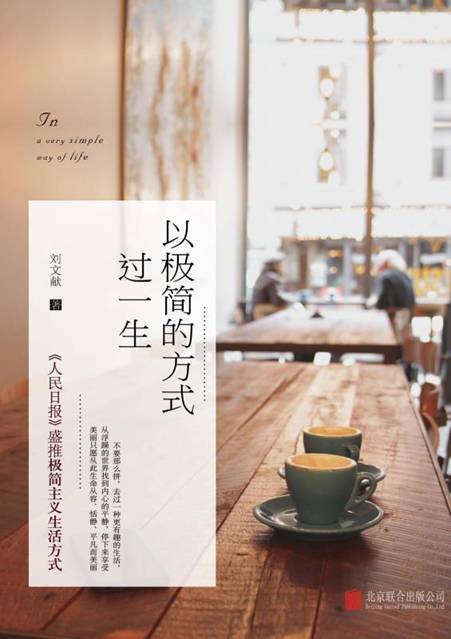 In
a very simple
way of life
以极简的方式
过一生
刘文献
著
《人民日报》盛推极简主义生活方式
不要那么拼，去过一种更有趣的生活，
从浮躁的世界找到内心的平静，停下来享受
美丽只愿从此生命从容、恬静、平凡而美丽
北京联合出版公司
Beijing United Publishing Co.,Ltd.